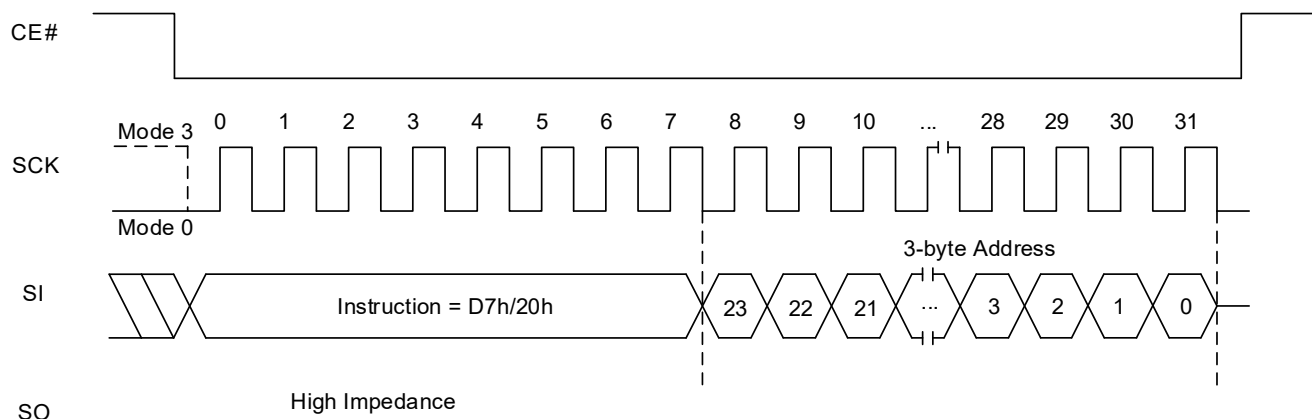 CE#
0 1 2 3 4 5 6 7 8 9 10 ... 28 29 30 31
Mode 3
SCK
Mode 0
3-byte Address
SI
Instruction = D7h/20h 23 22 21 ... 3 2 1 0
High Impedance
SO